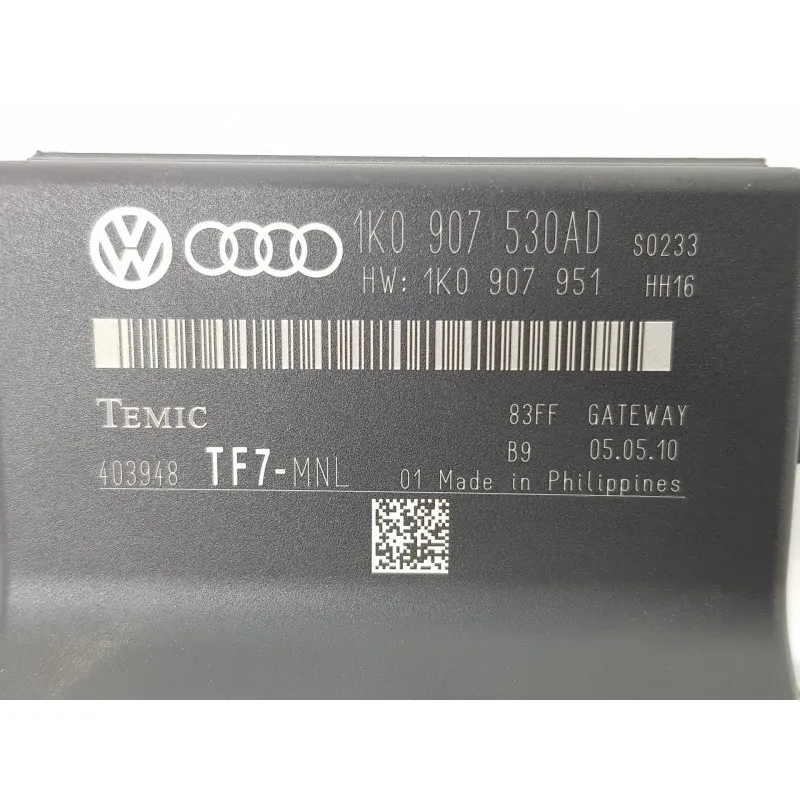 1K0 907 530AD S0233
HW: 1K0 907 951 HH16
TEMIC 83FF GATEWAY
B9 05.05.10
403948 TF7-MNL 01 Made in Philippines